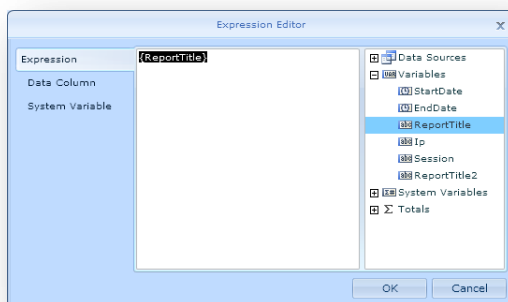 Expression Editor
x
Expression
Data Column
System Variable
{ReportTitle}
Data Sources
Variables
StartDate
EndDate
ReportTitle
Ip
Session
ReportTitle2
System Variables
Σ Totals
OK
Cancel